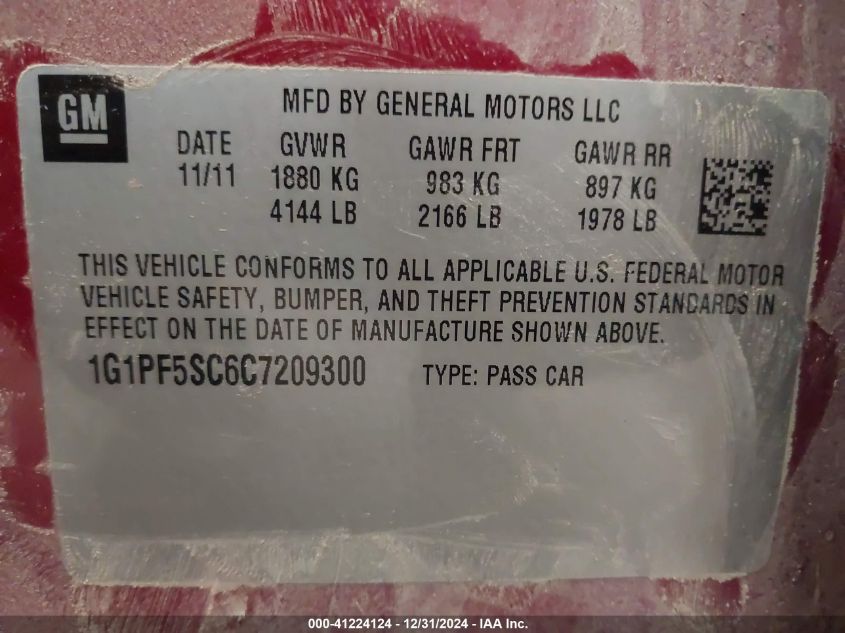 GM
MFD BY GENERAL MOTORS LLC
DATE GVWR GAWR FRT GAWR RR
11/11 1880 KG 983 KG 897 KG
4144 LB 2166 LB 1978 LB
THIS VEHICLE CONFORMS TO ALL APPLICABLE U.S. FEDERAL MOTOR
VEHICLE SAFETY, BUMPER, AND THEFT PREVENTION STANDARDS IN
EFFECT ON THE DATE OF MANUFACTURE SHOWN ABOVE.
1G1PF5SC6C7209300 TYPE: PASS CAR
000-41224124 - 12/31/2024 - IAA Inc.